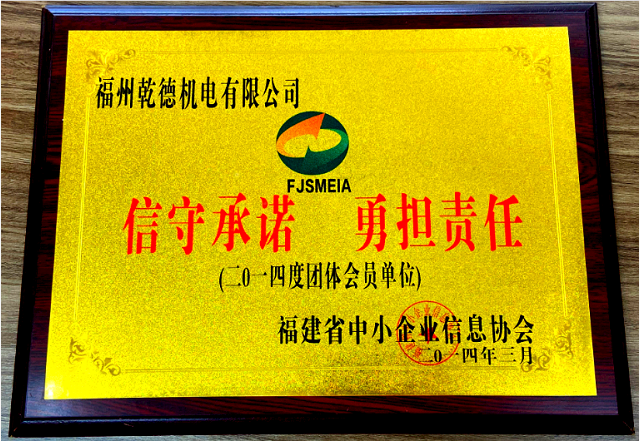 福州乾德机电有限公司
FJSMEIA
信守承诺 勇担责任
(二0一四度团体会员单位)
福建省中小企业信息协会
二0一四年三月